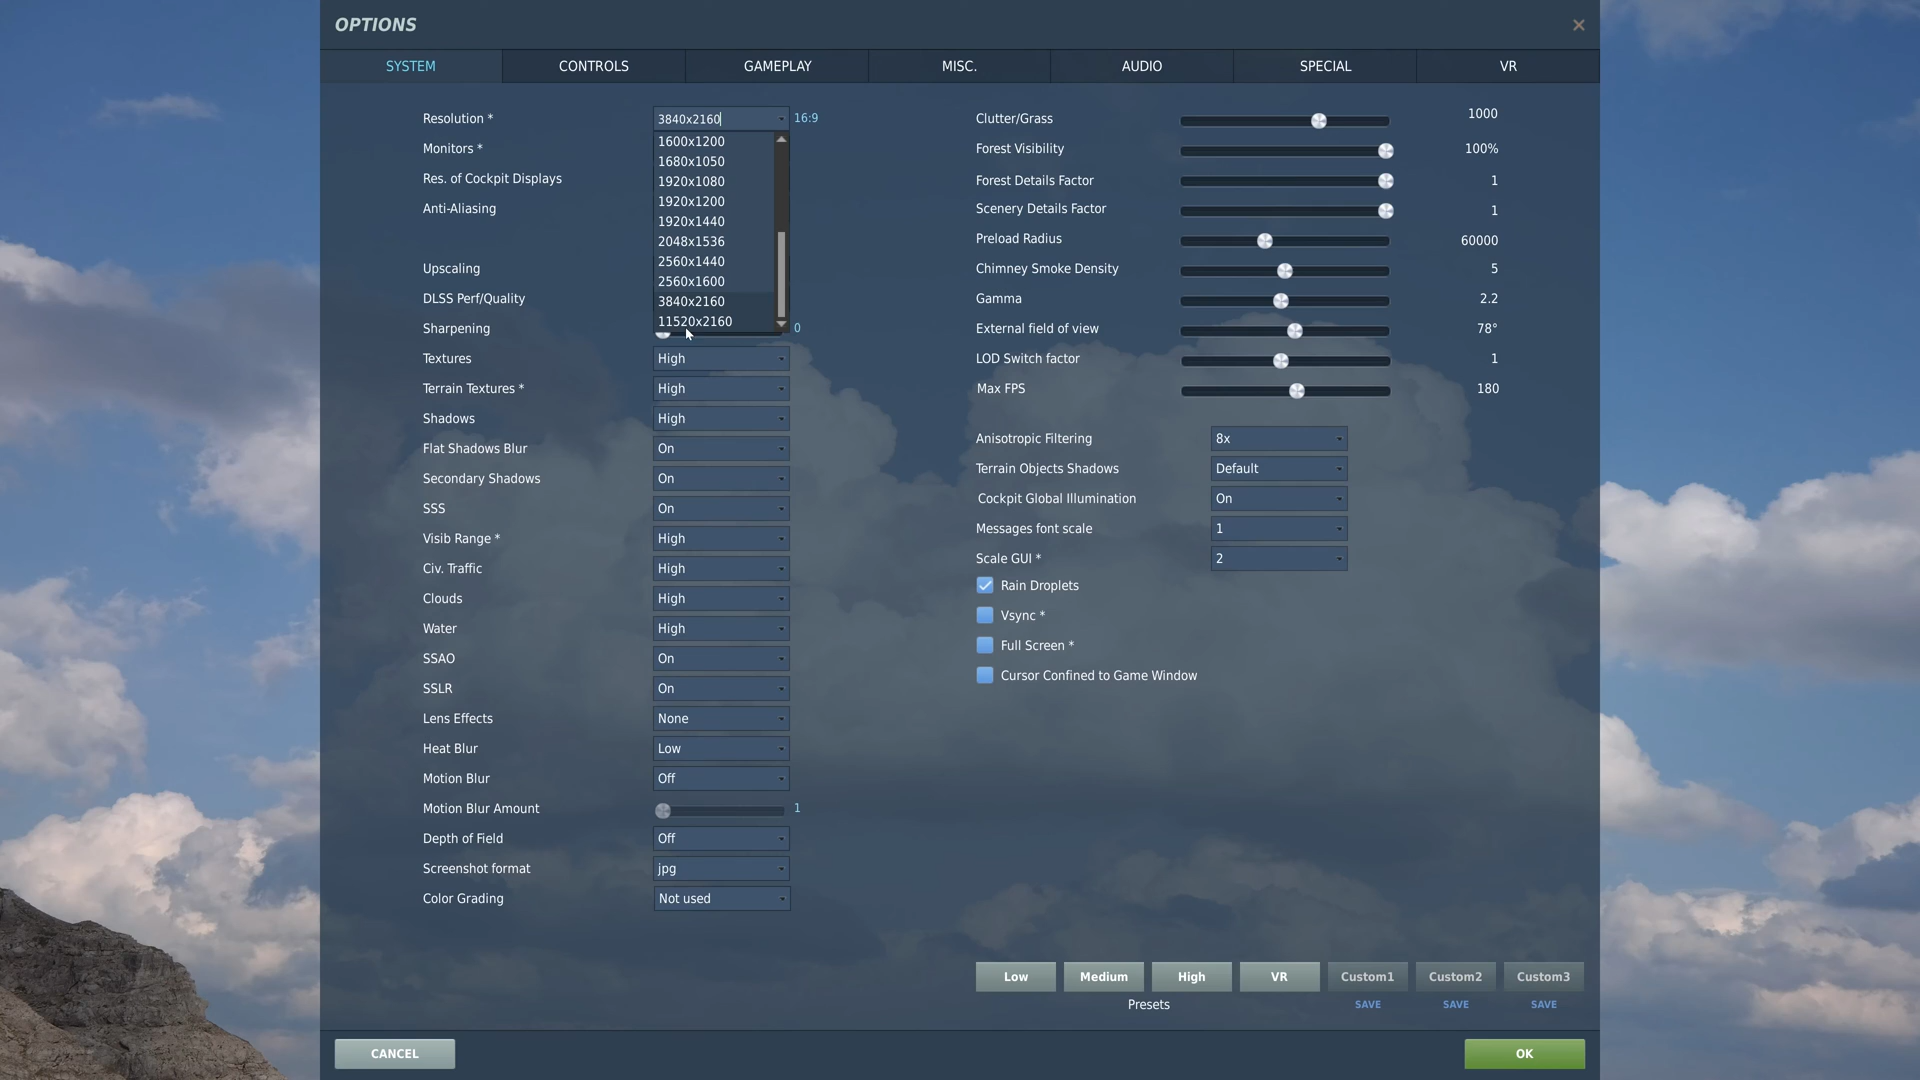 OPTIONS
SYSTEM
CONTROLS
GAMEPLAY
MISC.
AUDIO
SPECIAL
VR
Resolution *
3840x2160
16:9
1600x1200
1680x1050
1920x1080
1920x1200
1920x1440
2048x1536
2560x1440
2560x1600
3840x2160
11520x2160
Monitors *
Res. of Cockpit Displays
Anti-Aliasing
Upscaling
DLSS Perf/Quality
Sharpening 0
Textures High
Terrain Textures * High
Shadows High
Flat Shadows Blur On
Secondary Shadows On
SSS On
Visib Range * High
Civ. Traffic High
Clouds High
Water High
SSAO On
SSLR On
Lens Effects None
Heat Blur Low
Motion Blur Off
Motion Blur Amount 1
Depth of Field Off
Screenshot format jpg
Color Grading Not used
Clutter/Grass 1000
Forest Visibility 100%
Forest Details Factor 1
Scenery Details Factor 1
Preload Radius 60000
Chimney Smoke Density 5
Gamma 2.2
External field of view 78°
LOD Switch factor 1
Max FPS 180
Anisotropic Filtering 8x
Terrain Objects Shadows Default
Cockpit Global Illumination On
Messages font scale 1
Scale GUI * 2
Rain Droplets
Vsync *
Full Screen *
Cursor Confined to Game Window
Low Medium High VR Custom1 Custom2 Custom3
Presets SAVE SAVE SAVE
CANCEL
OK